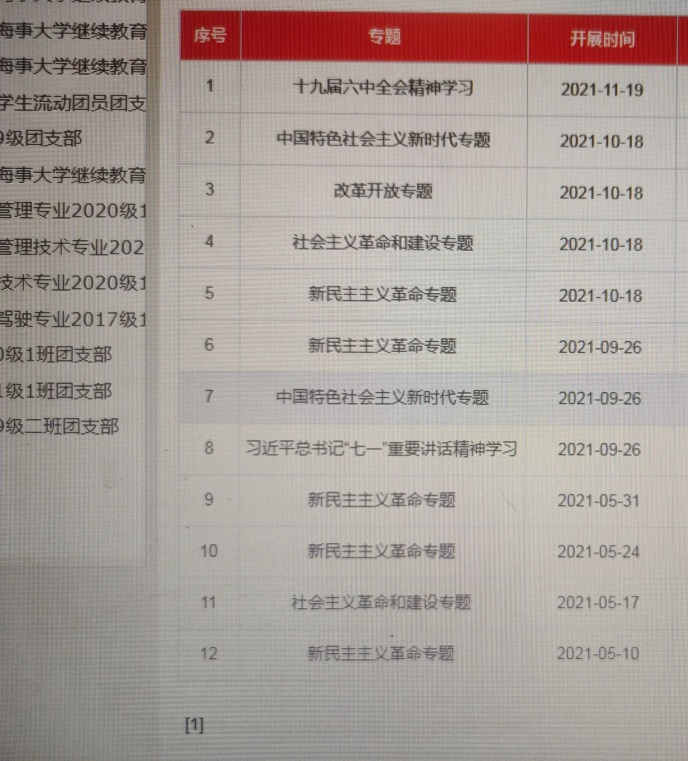 海事大学继续教育
海事大学继续教育
学生流动团员团支
9级团支部
海事大学继续教育
管理专业2020级1
管理技术专业202
技术专业2020级1
驾驶专业2017级1
0级1班团支部
1级1班团支部
9级二班团支部
序号 专题 开展时间
1 十九届六中全会精神学习 2021-11-19
2 中国特色社会主义新时代专题 2021-10-18
3 改革开放专题 2021-10-18
4 社会主义革命和建设专题 2021-10-18
5 新民主主义革命专题 2021-10-18
6 新民主主义革命专题 2021-09-26
7 中国特色社会主义新时代专题 2021-09-26
8 习近平总书记“七一”重要讲话精神学习 2021-09-26
9 新民主主义革命专题 2021-05-31
10 新民主主义革命专题 2021-05-24
11 社会主义革命和建设专题 2021-05-17
12 新民主主义革命专题 2021-05-10
[1]